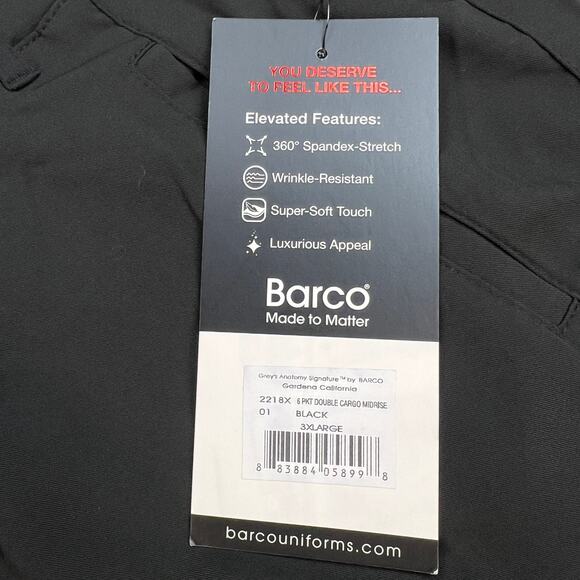 YOU DESERVE
TO FEEL LIKE THIS...
Elevated Features:
360° Spandex-Stretch
Wrinkle-Resistant
Super-Soft Touch
Luxurious Appeal
Barco®
Made to Matter
Grey's Anatomy Signature™ by BARCO
Gardena California
2218X 6 PKT DOUBLE CARGO MIDRISE
01 BLACK
3XLARGE
8 83884 05899 8
barcouniforms.com